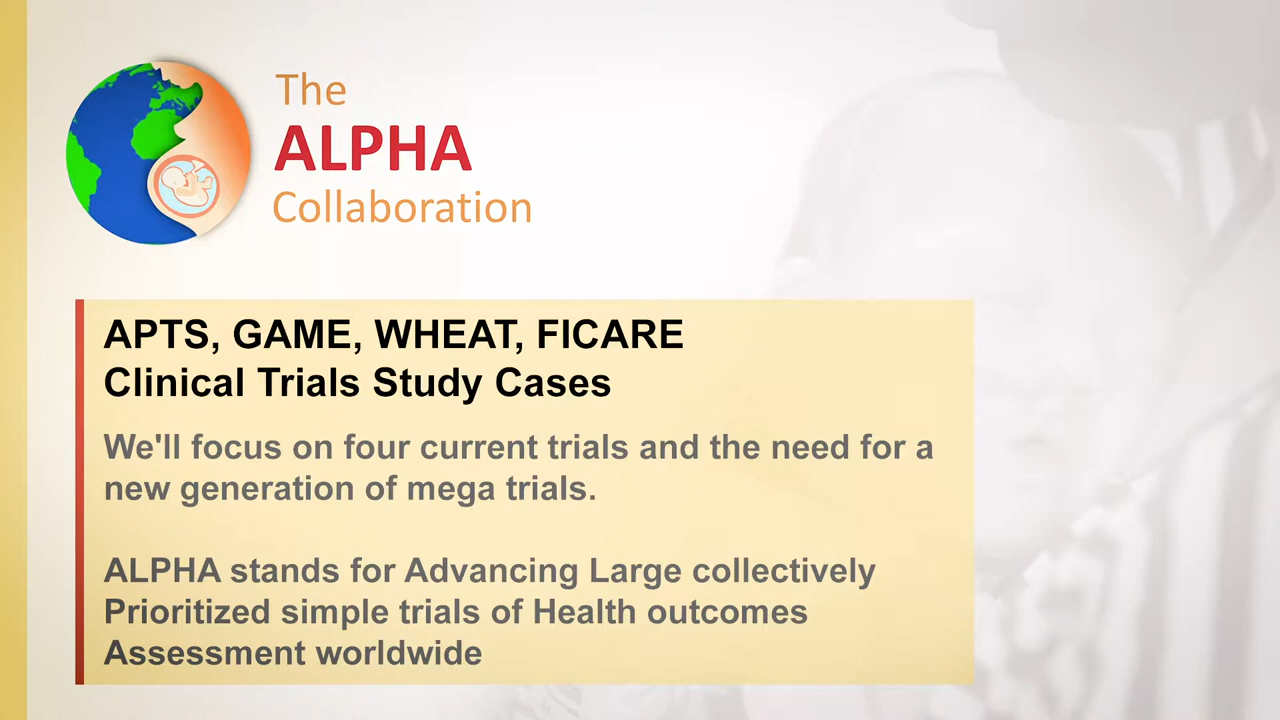 The
ALPHA
Collaboration
APTS, GAME, WHEAT, FICARE
Clinical Trials Study Cases
We'll focus on four current trials and the need for a
new generation of mega trials.
ALPHA stands for Advancing Large collectively
Prioritized simple trials of Health outcomes
Assessment worldwide